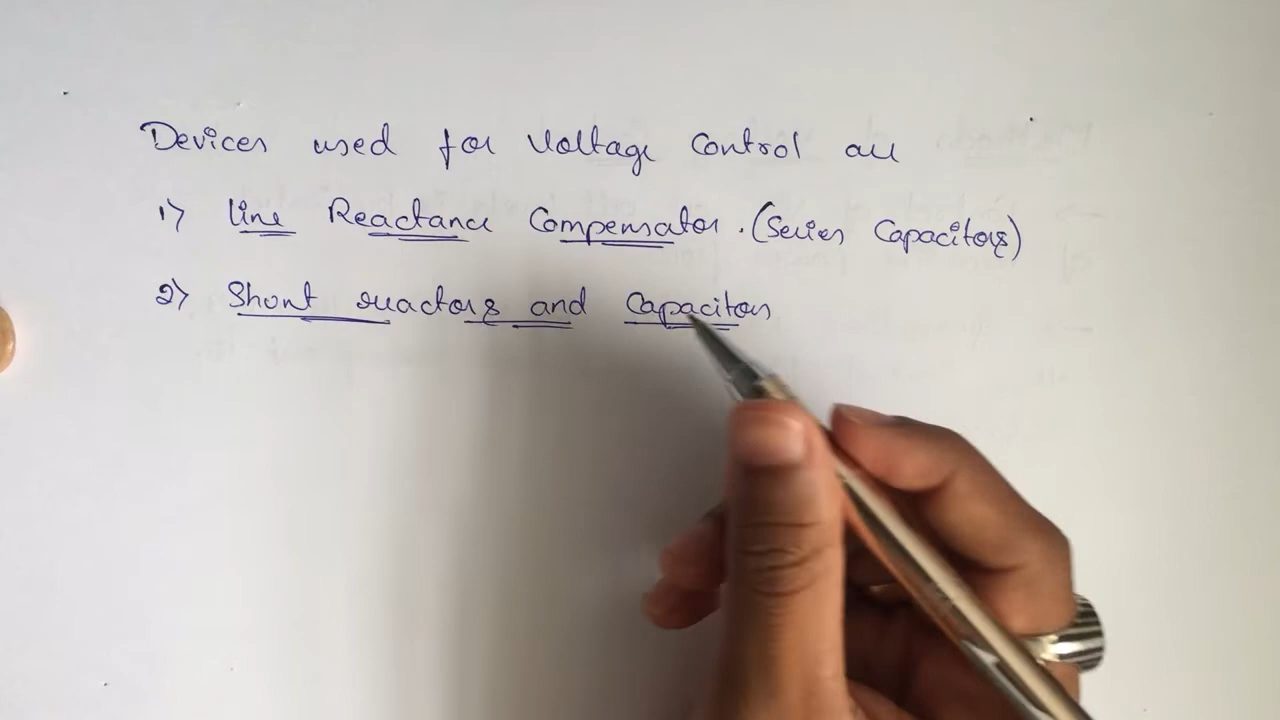 Devices used for Voltage Control are
1) Line Reactance Compensator. (Series Capacitors)
2) Shunt reactors and Capacitors